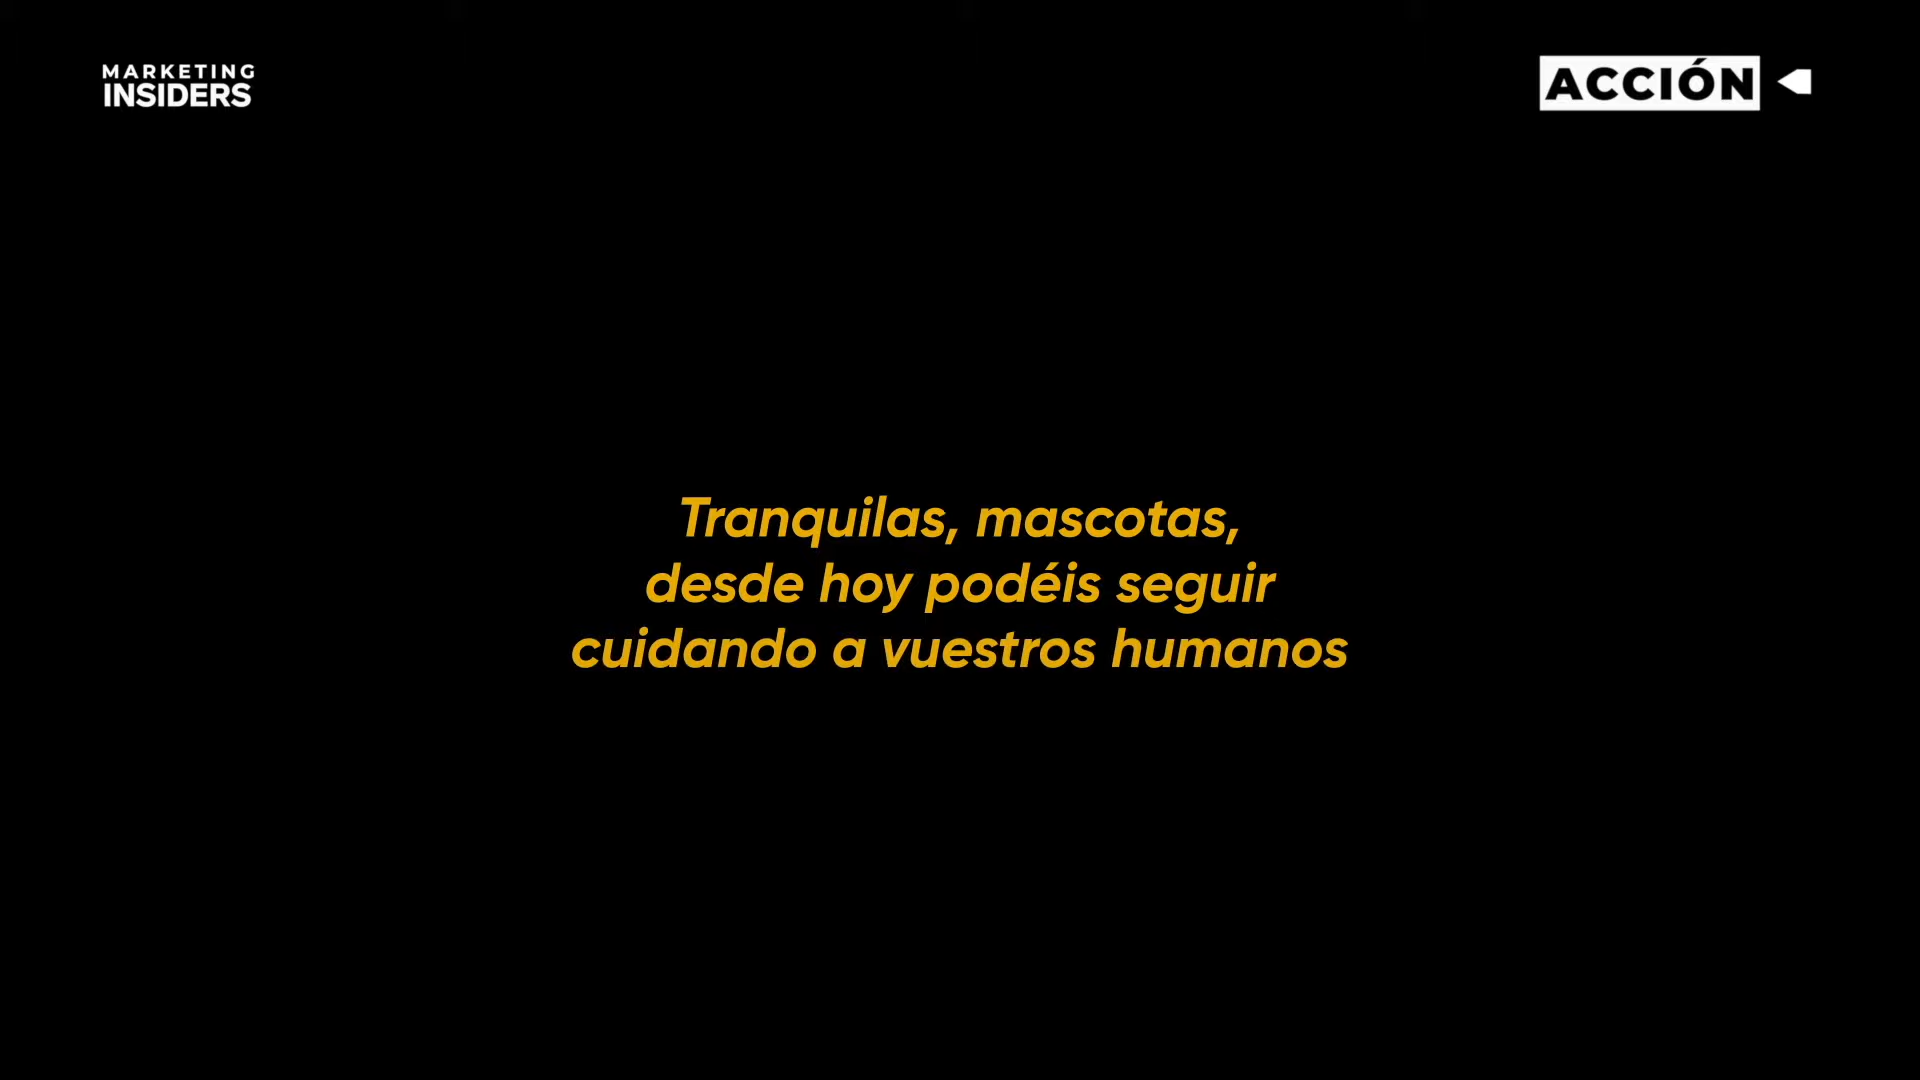 MARKETING
INSIDERS
ACCIÓN
Tranquilas, mascotas,
desde hoy podéis seguir
cuidando a vuestros humanos